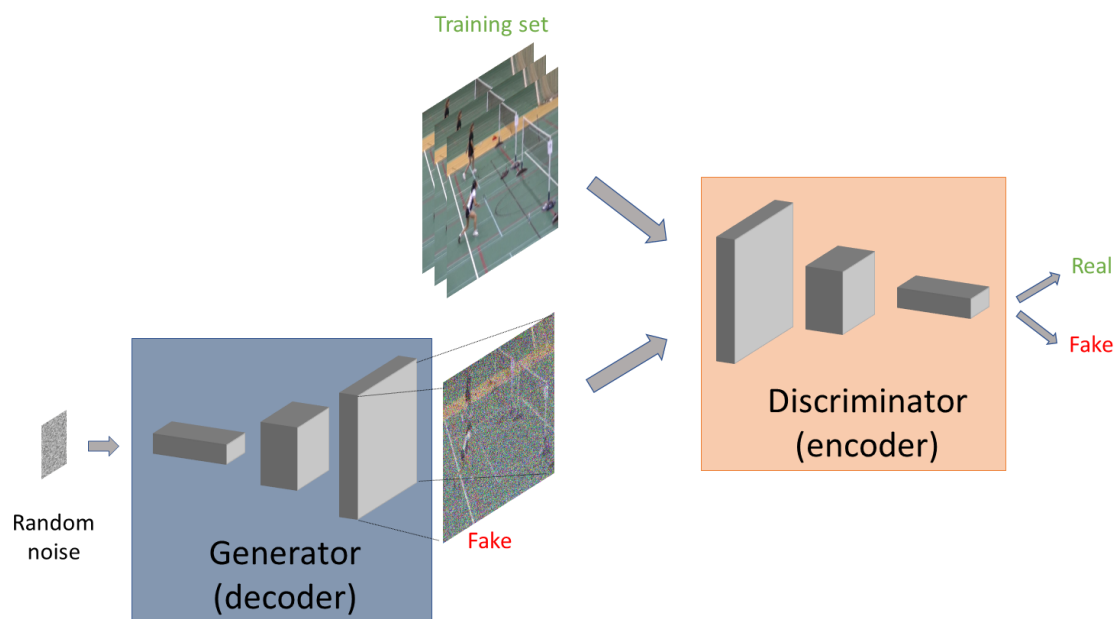 Training set
Real
Fake
Discriminator
(encoder)
Random
noise
Fake
Generator
(decoder)